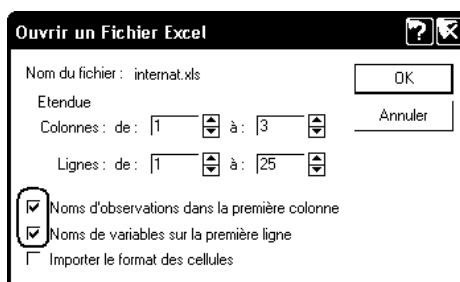 Ouvrir un Fichier Excel
Nom du fichier : internat.xls
OK
Etendue
Annuler
Colonnes : de : 1 à : 3
Lignes : de : 1 à : 25
Noms d'observations dans la première colonne
Noms de variables sur la première ligne
Importer le format des cellules